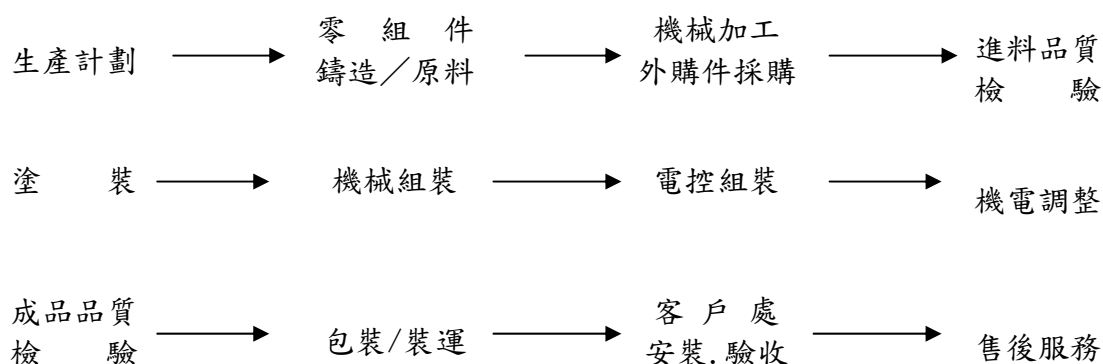 生產計劃
零組件
鑄造／原料
機械加工
外購件採購
進料品質
檢驗
塗裝
機械組裝
電控組裝
機電調整
成品品質
檢驗
包裝/裝運
客戶處
安裝.驗收
售後服務